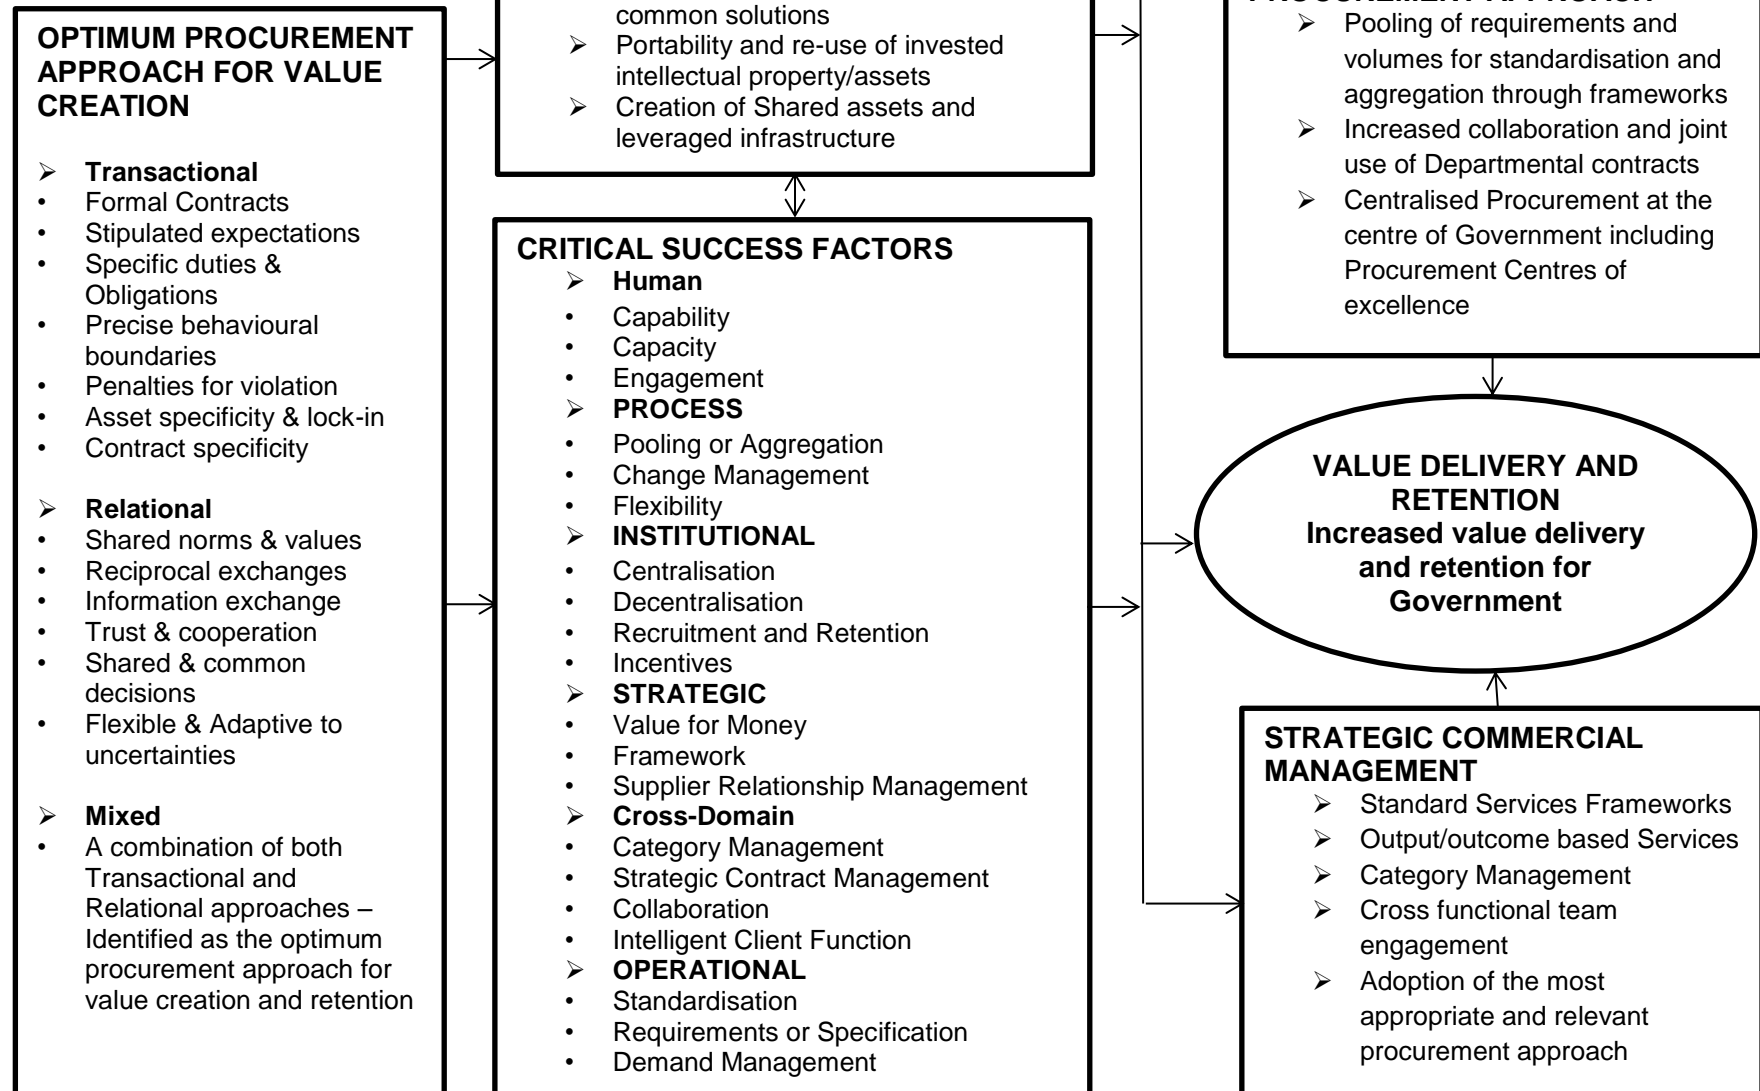 OPTIMUM PROCUREMENT
APPROACH FOR VALUE
CREATION
➢ Transactional
• Formal Contracts
• Stipulated expectations
• Specific duties &
Obligations
• Precise behavioural
boundaries
• Penalties for violation
• Asset specificity & lock-in
• Contract specificity
➢ Relational
• Shared norms & values
• Reciprocal exchanges
• Information exchange
• Trust & cooperation
• Shared & common
decisions
• Flexible & Adaptive to
uncertainties
➢ Mixed
• A combination of both
Transactional and
Relational approaches –
Identified as the optimum
procurement approach for
value creation and retention
common solutions
➢ Portability and re-use of invested
intellectual property/assets
➢ Creation of Shared assets and
leveraged infrastructure
CRITICAL SUCCESS FACTORS
➢ Human
• Capability
• Capacity
• Engagement
➢ PROCESS
• Pooling or Aggregation
• Change Management
• Flexibility
➢ INSTITUTIONAL
• Centralisation
• Decentralisation
• Recruitment and Retention
• Incentives
➢ STRATEGIC
• Value for Money
• Framework
• Supplier Relationship Management
➢ Cross-Domain
• Category Management
• Strategic Contract Management
• Collaboration
• Intelligent Client Function
➢ OPERATIONAL
• Standardisation
• Requirements or Specification
• Demand Management
PROCUREMENT APPROACH
➢ Pooling of requirements and
volumes for standardisation and
aggregation through frameworks
➢ Increased collaboration and joint
use of Departmental contracts
➢ Centralised Procurement at the
centre of Government including
Procurement Centres of
excellence
VALUE DELIVERY AND
RETENTION
Increased value delivery
and retention for
Government
STRATEGIC COMMERCIAL
MANAGEMENT
➢ Standard Services Frameworks
➢ Output/outcome based Services
➢ Category Management
➢ Cross functional team
engagement
➢ Adoption of the most
appropriate and relevant
procurement approach